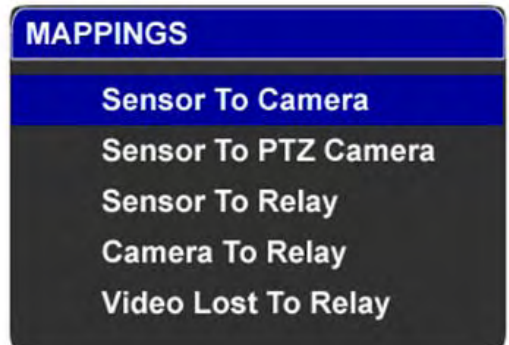 MAPPINGS
Sensor To Camera
Sensor To PTZ Camera
Sensor To Relay
Camera To Relay
Video Lost To Relay